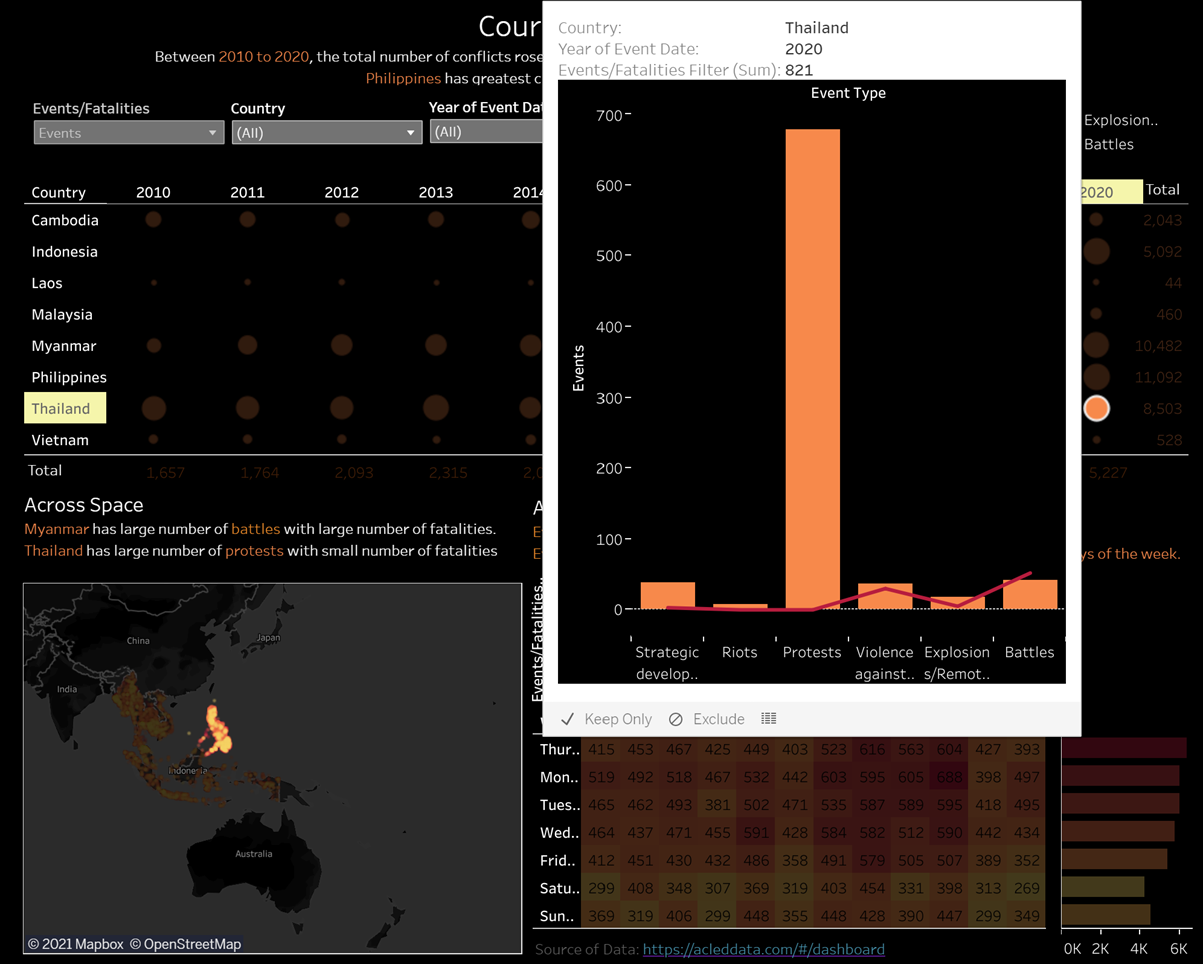 Cour
Between 2010 to 2020, the total number of conflicts rose
Philippines has greatest c
Events/Fatalities
Events
Country
(All)
Year of Event Dat
(All)
Country: Thailand
Year of Event Date: 2020
Events/Fatalities Filter (Sum): 821
Event Type
Events
700
600
500
400
300
200
100
0
Strategic develop..
Riots
Protests
Violence against..
Explosion s/Remot..
Battles
Keep Only
Exclude
Explosion..
Battles
Country 2010 2011 2012 2013 2014 2020 Total
Cambodia 2,043
Indonesia 5,092
Laos 44
Malaysia 460
Myanmar 10,482
Philippines 11,092
Thailand 8,503
Vietnam 528
Total 1,657 1,764 2,093 2,315 2,0 5,227
Across Space
Myanmar has large number of battles with large number of fatalities.
Thailand has large number of protests with small number of fatalities
China
Japan
India
Indonesia
Australia
© 2021 Mapbox © OpenStreetMap
A
E
E
ys of the week.
Events/Fatalities..
Thur.. 415 453 467 425 449 403 523 616 563 604 427 393
Mon.. 519 492 518 467 532 442 603 595 605 688 398 497
Tues.. 465 462 493 381 502 471 535 587 589 595 418 495
Wed.. 464 437 471 455 591 428 584 582 512 590 442 434
Frid.. 412 451 430 432 486 358 491 579 505 507 389 352
Satu.. 299 408 348 307 369 319 403 454 331 398 313 269
Sun.. 369 319 406 299 448 355 448 428 390 447 299 349
0K 2K 4K 6K
Source of Data: https://acleddata.com/#/dashboard